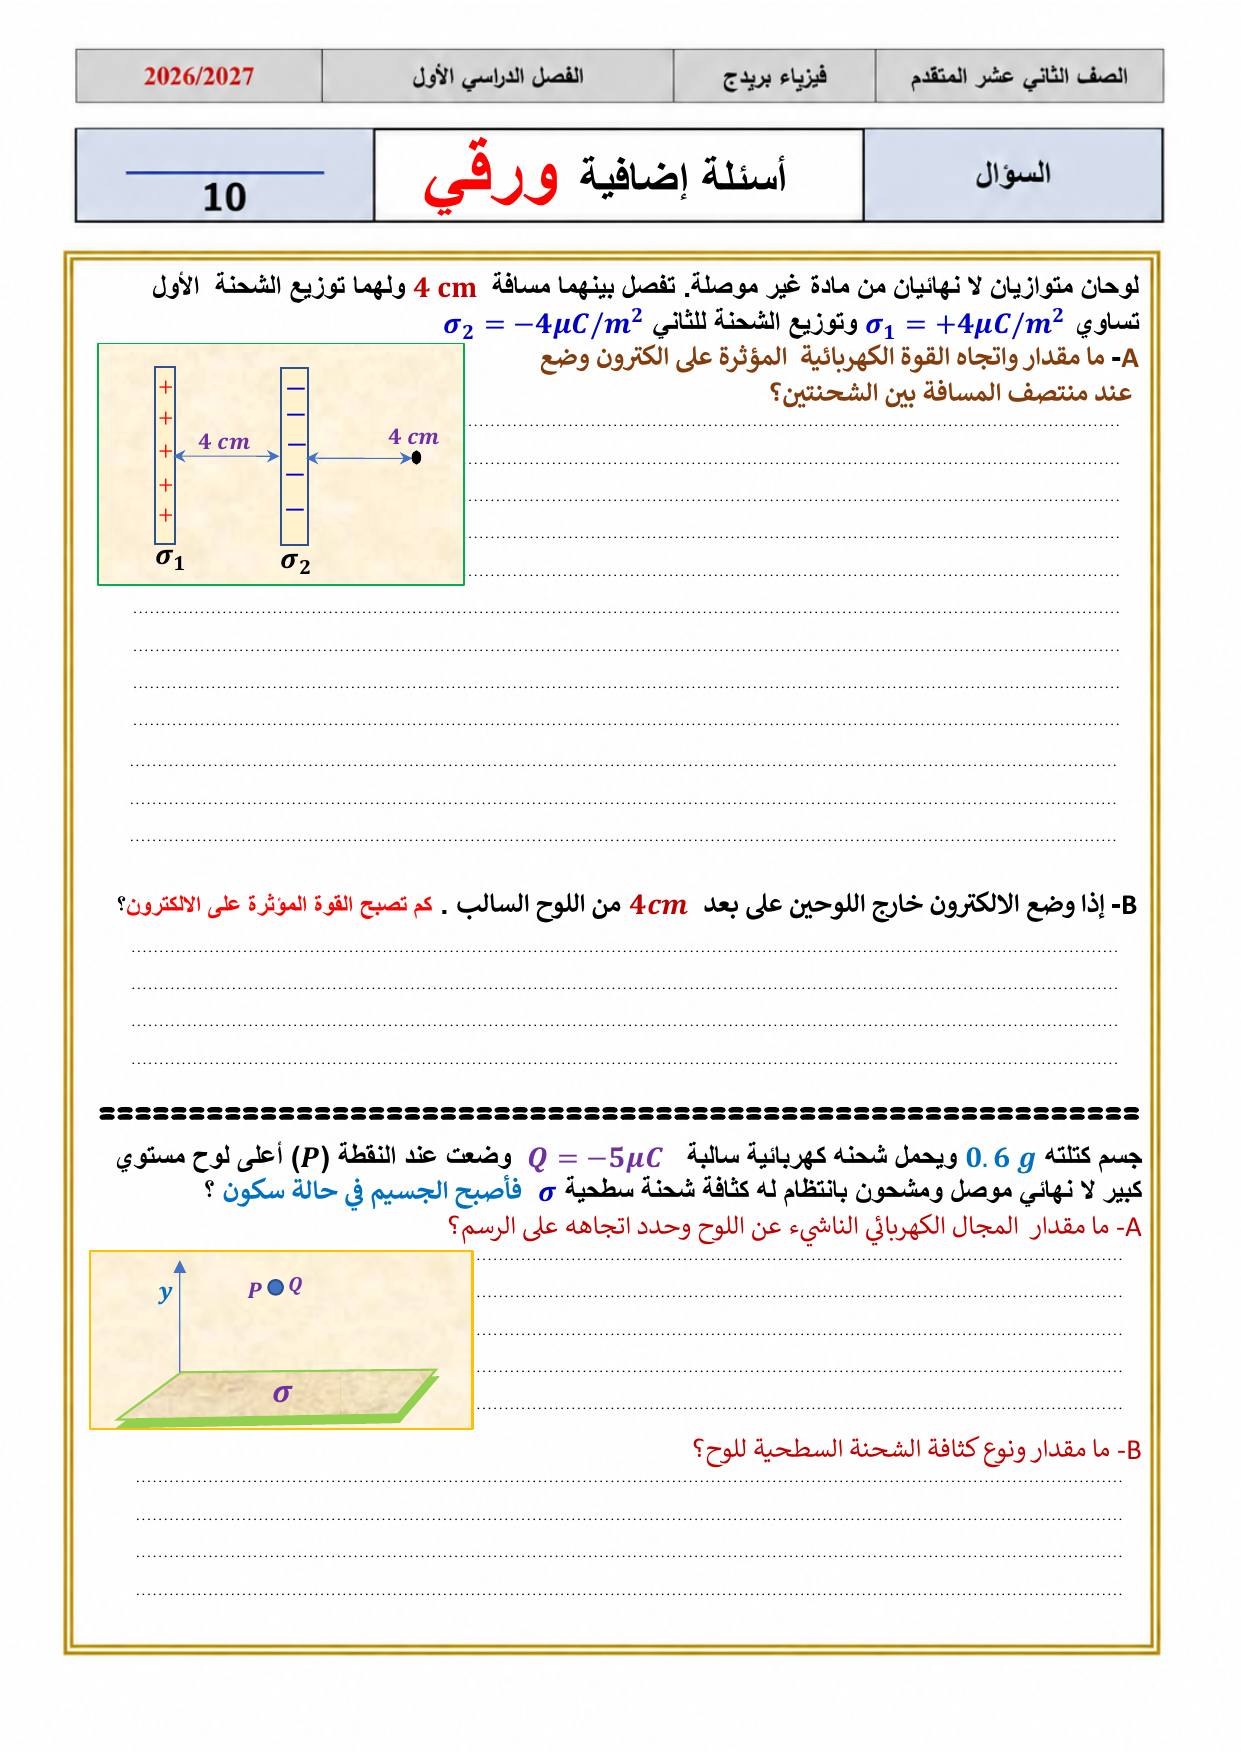 الصف الثاني عشر المتقدم	فيزياء بريدج	الفصل الدراسي الأول	2026/2027
السؤال	أسئلة إضافية ورقي	10
لوحان متوازيان لا نهائيان من مادة غير موصلة. تفصل بينهما مسافة 4 cm ولهما توزيع الشحنة الأول
تساوي σ₁ = +4μC/m² وتوزيع الشحنة للثاني σ₂ = −4μC/m²
A- ما مقدار واتجاه القوة الكهربائية المؤثرة على الكترون وضع
عند منتصف المسافة بين الشحنتين؟
+ + + + +
− − − − −
4 cm
4 cm
σ₁
σ₂
B- إذا وضع الالكترون خارج اللوحين على بعد 4cm من اللوح السالب . كم تصبح القوة المؤثرة على الالكترون؟
=========================================================
جسم كتلته 0.6 g ويحمل شحنه كهربائية سالبة Q = −5μC وضعت عند النقطة (P) أعلى لوح مستوي
كبير لا نهائي موصل ومشحون بانتظام له كثافة شحنة سطحية σ فأصبح الجسيم في حالة سكون ؟
A- ما مقدار المجال الكهربائي الناشيء عن اللوح وحدد اتجاهه على الرسم؟
y
P Q
σ
B- ما مقدار ونوع كثافة الشحنة السطحية للوح؟